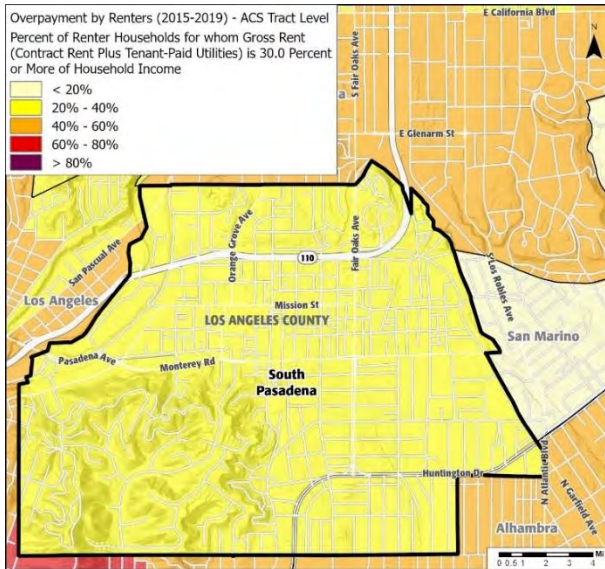 Overpayment by Renters (2015-2019) - ACS Tract Level
Percent of Renter Households for whom Gross Rent
(Contract Rent Plus Tenant-Paid Utilities) is 30.0 Percent
or More of Household Income
< 20%
20% - 40%
40% - 60%
60% - 80%
> 80%
E California Blvd
S Fair Oaks Ave
a
N
E Glenarm St
San Pascual Ave
Orange Grove Ave
Fair Oaks Ave
110
S Los Robles Ave
Los Angeles
Mission St
LOS ANGELES COUNTY
San Marino
Pasadena Ave
Monterey Rd
South
Pasadena
Huntington Dr
N Atlantic Blvd
N Garfield Ave
Alhambra
0 0.5 1 2 3 4
Mi